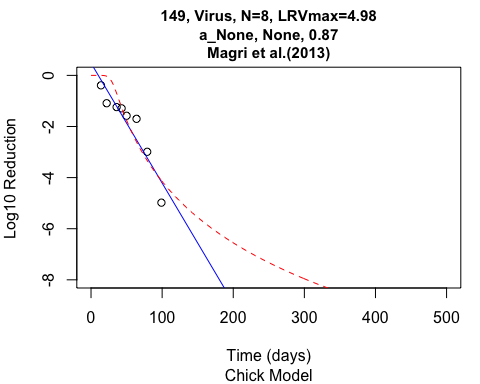 149, Virus, N=8, LRVmax=4.98
a_None, None, 0.87
Magri et al.(2013)
Log10 Reduction
0
-2
-4
-6
-8
0 100 200 300 400 500
Time (days)
Chick Model